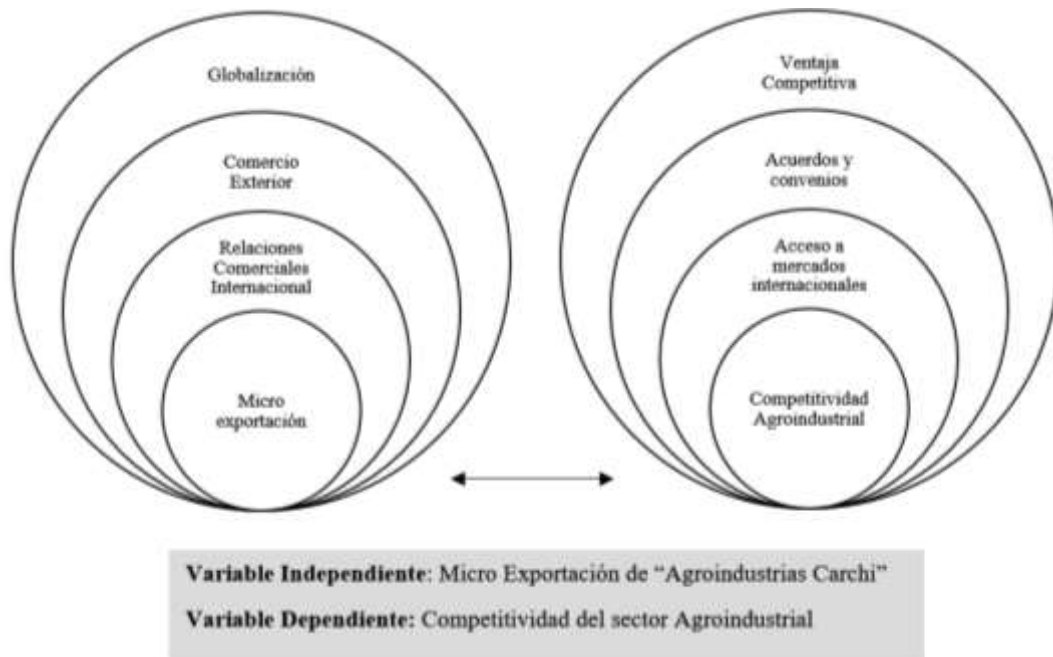 Globalización
Comercio
Exterior
Relaciones
Comerciales
Internacional
Micro
exportación
Ventaja
Competitiva
Acuerdos y
convenios
Acceso a
mercados
internacionales
Competitividad
Agroindustrial
Variable Independiente: Micro Exportación de “Agroindustrias Carchi”
Variable Dependiente: Competitividad del sector Agroindustrial